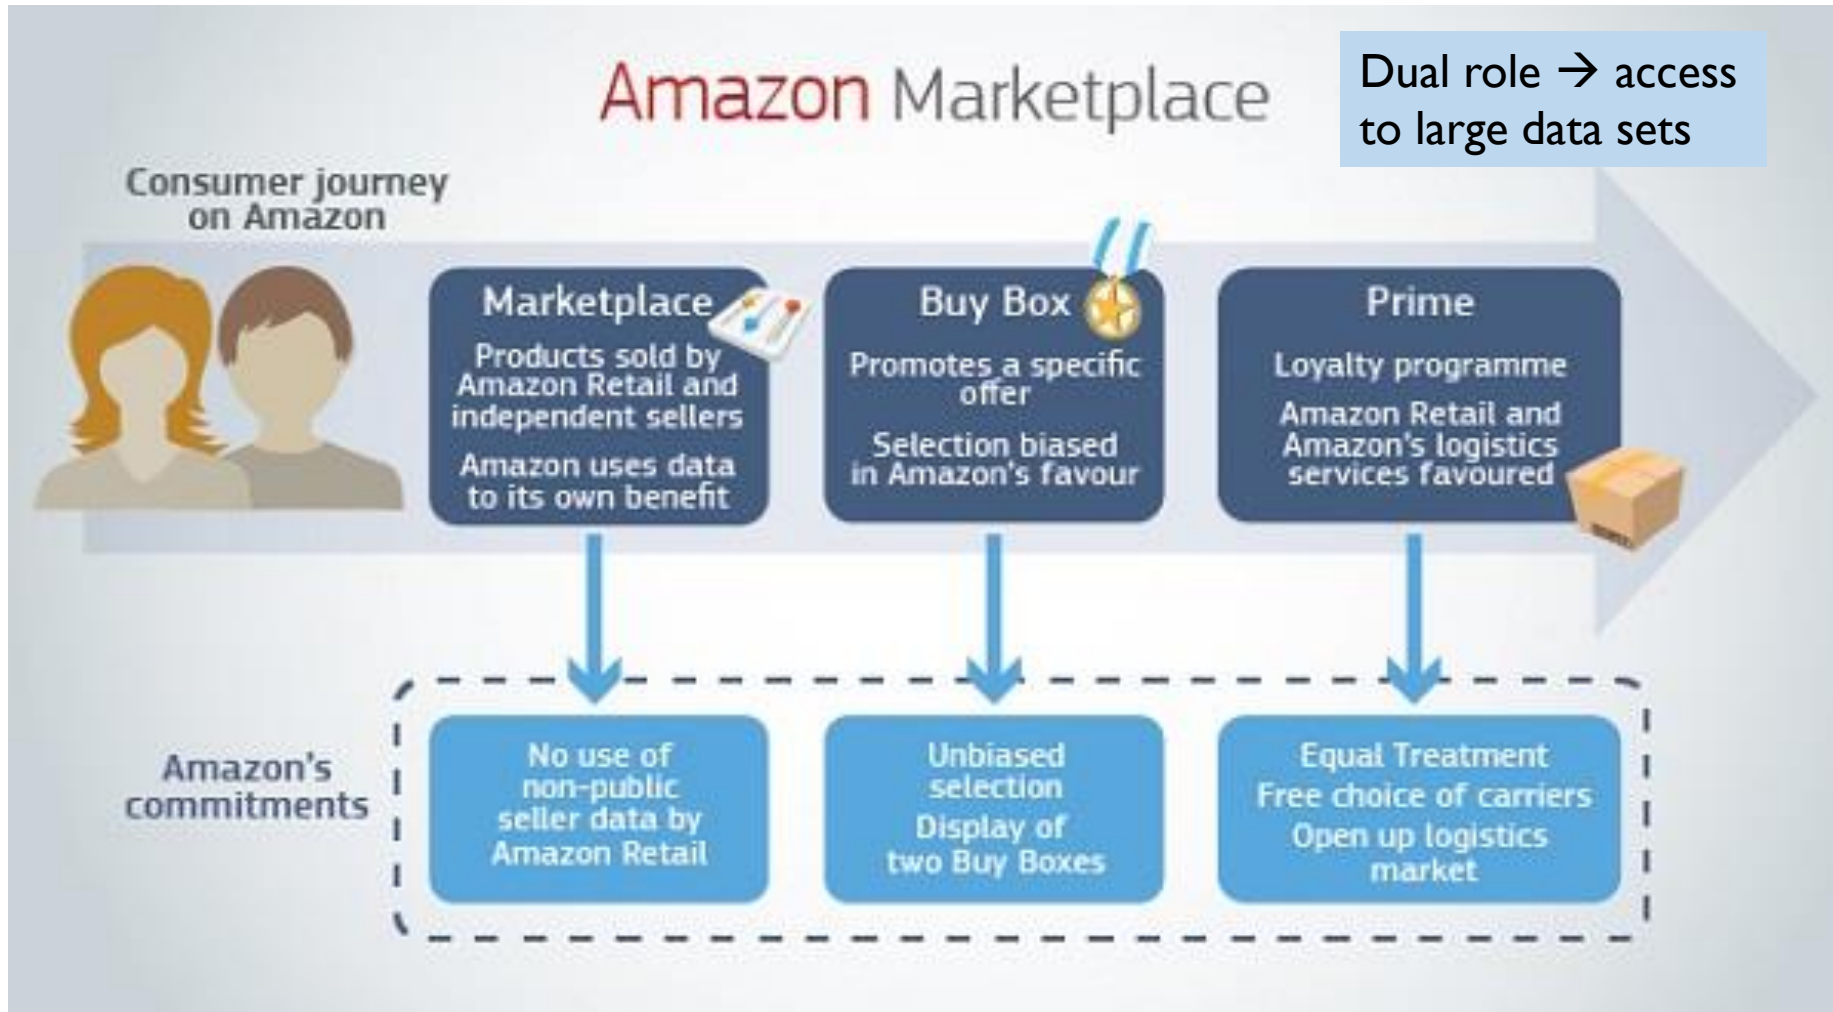 Amazon Marketplace
Dual role → access
to large data sets
Consumer journey
on Amazon
Marketplace
Products sold by
Amazon Retail and
independent sellers
Amazon uses data
to its own benefit
Buy Box
Promotes a specific
offer
Selection biased
in Amazon's favour
Prime
Loyalty programme
Amazon Retail and
Amazon's logistics
services favoured
Amazon's
commitments
No use of
non-public
seller data by
Amazon Retail
Unbiased
selection
Display of
two Buy Boxes
Equal Treatment
Free choice of carriers
Open up logistics
market